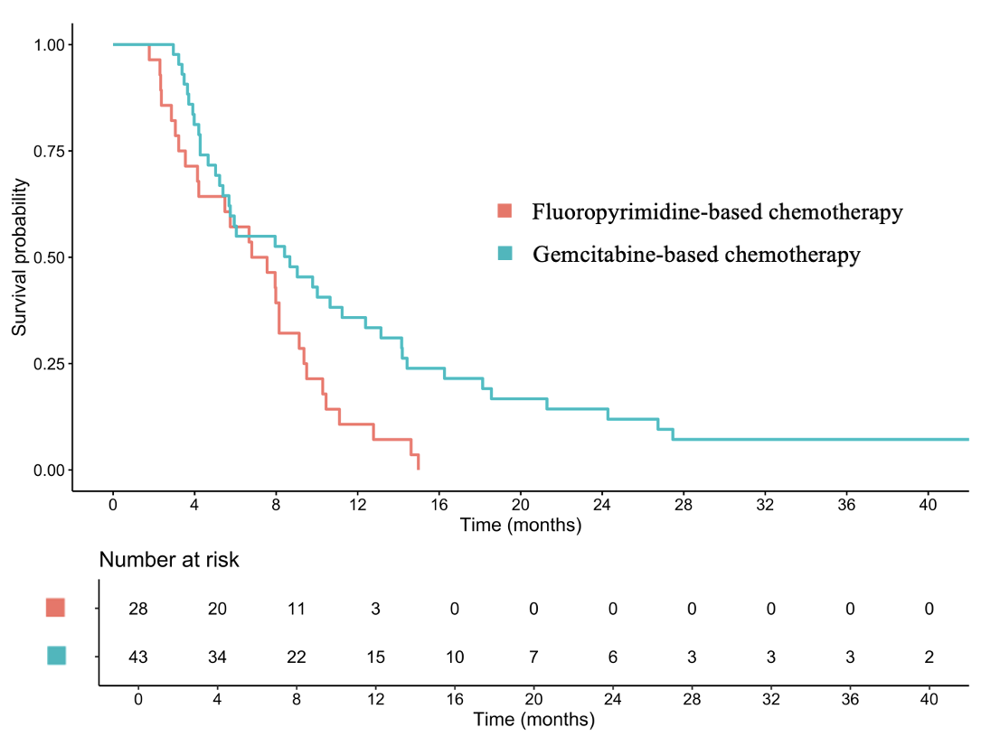 1.00
0.75
0.50
0.25
0.00
Survival probability
Fluoropyrimidine-based chemotherapy
Gemcitabine-based chemotherapy
0 4 8 12 16 20 24 28 32 36 40
Time (months)
Number at risk
28 20 11 3 0 0 0 0 0 0 0
43 34 22 15 10 7 6 3 3 3 2
0 4 8 12 16 20 24 28 32 36 40
Time (months)